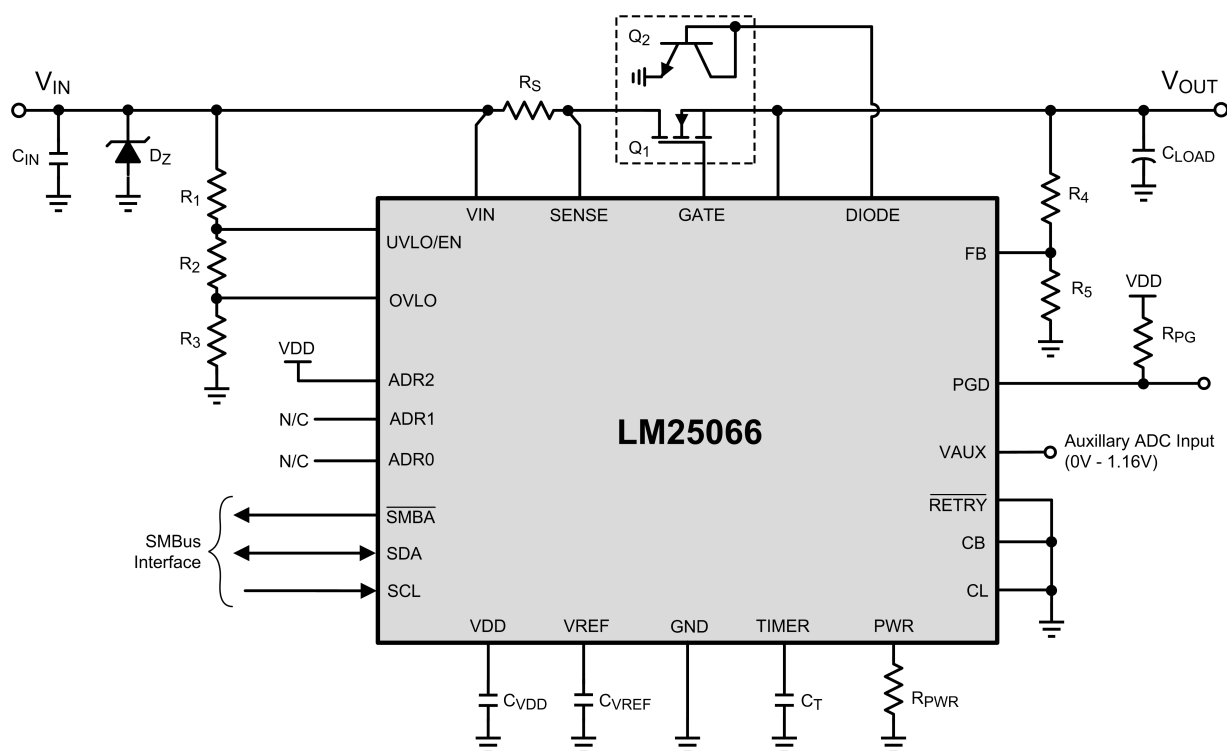 Q2
VIN
RS
VOUT
CIN
DZ
Q1
CLOAD
R1
VIN
SENSE
GATE
DIODE
R4
UVLO/EN
FB
R2
R5
VDD
OVLO
R3
RPG
VDD
ADR2
PGD
N/C
ADR1
LM25066
Auxillary ADC Input
(0V - 1.16V)
VAUX
N/C
ADR0
RETRY
SMBA
SMBus
Interface
CB
SDA
SCL
CL
VDD
VREF
GND
TIMER
PWR
CVDD
CVREF
CT
RPWR